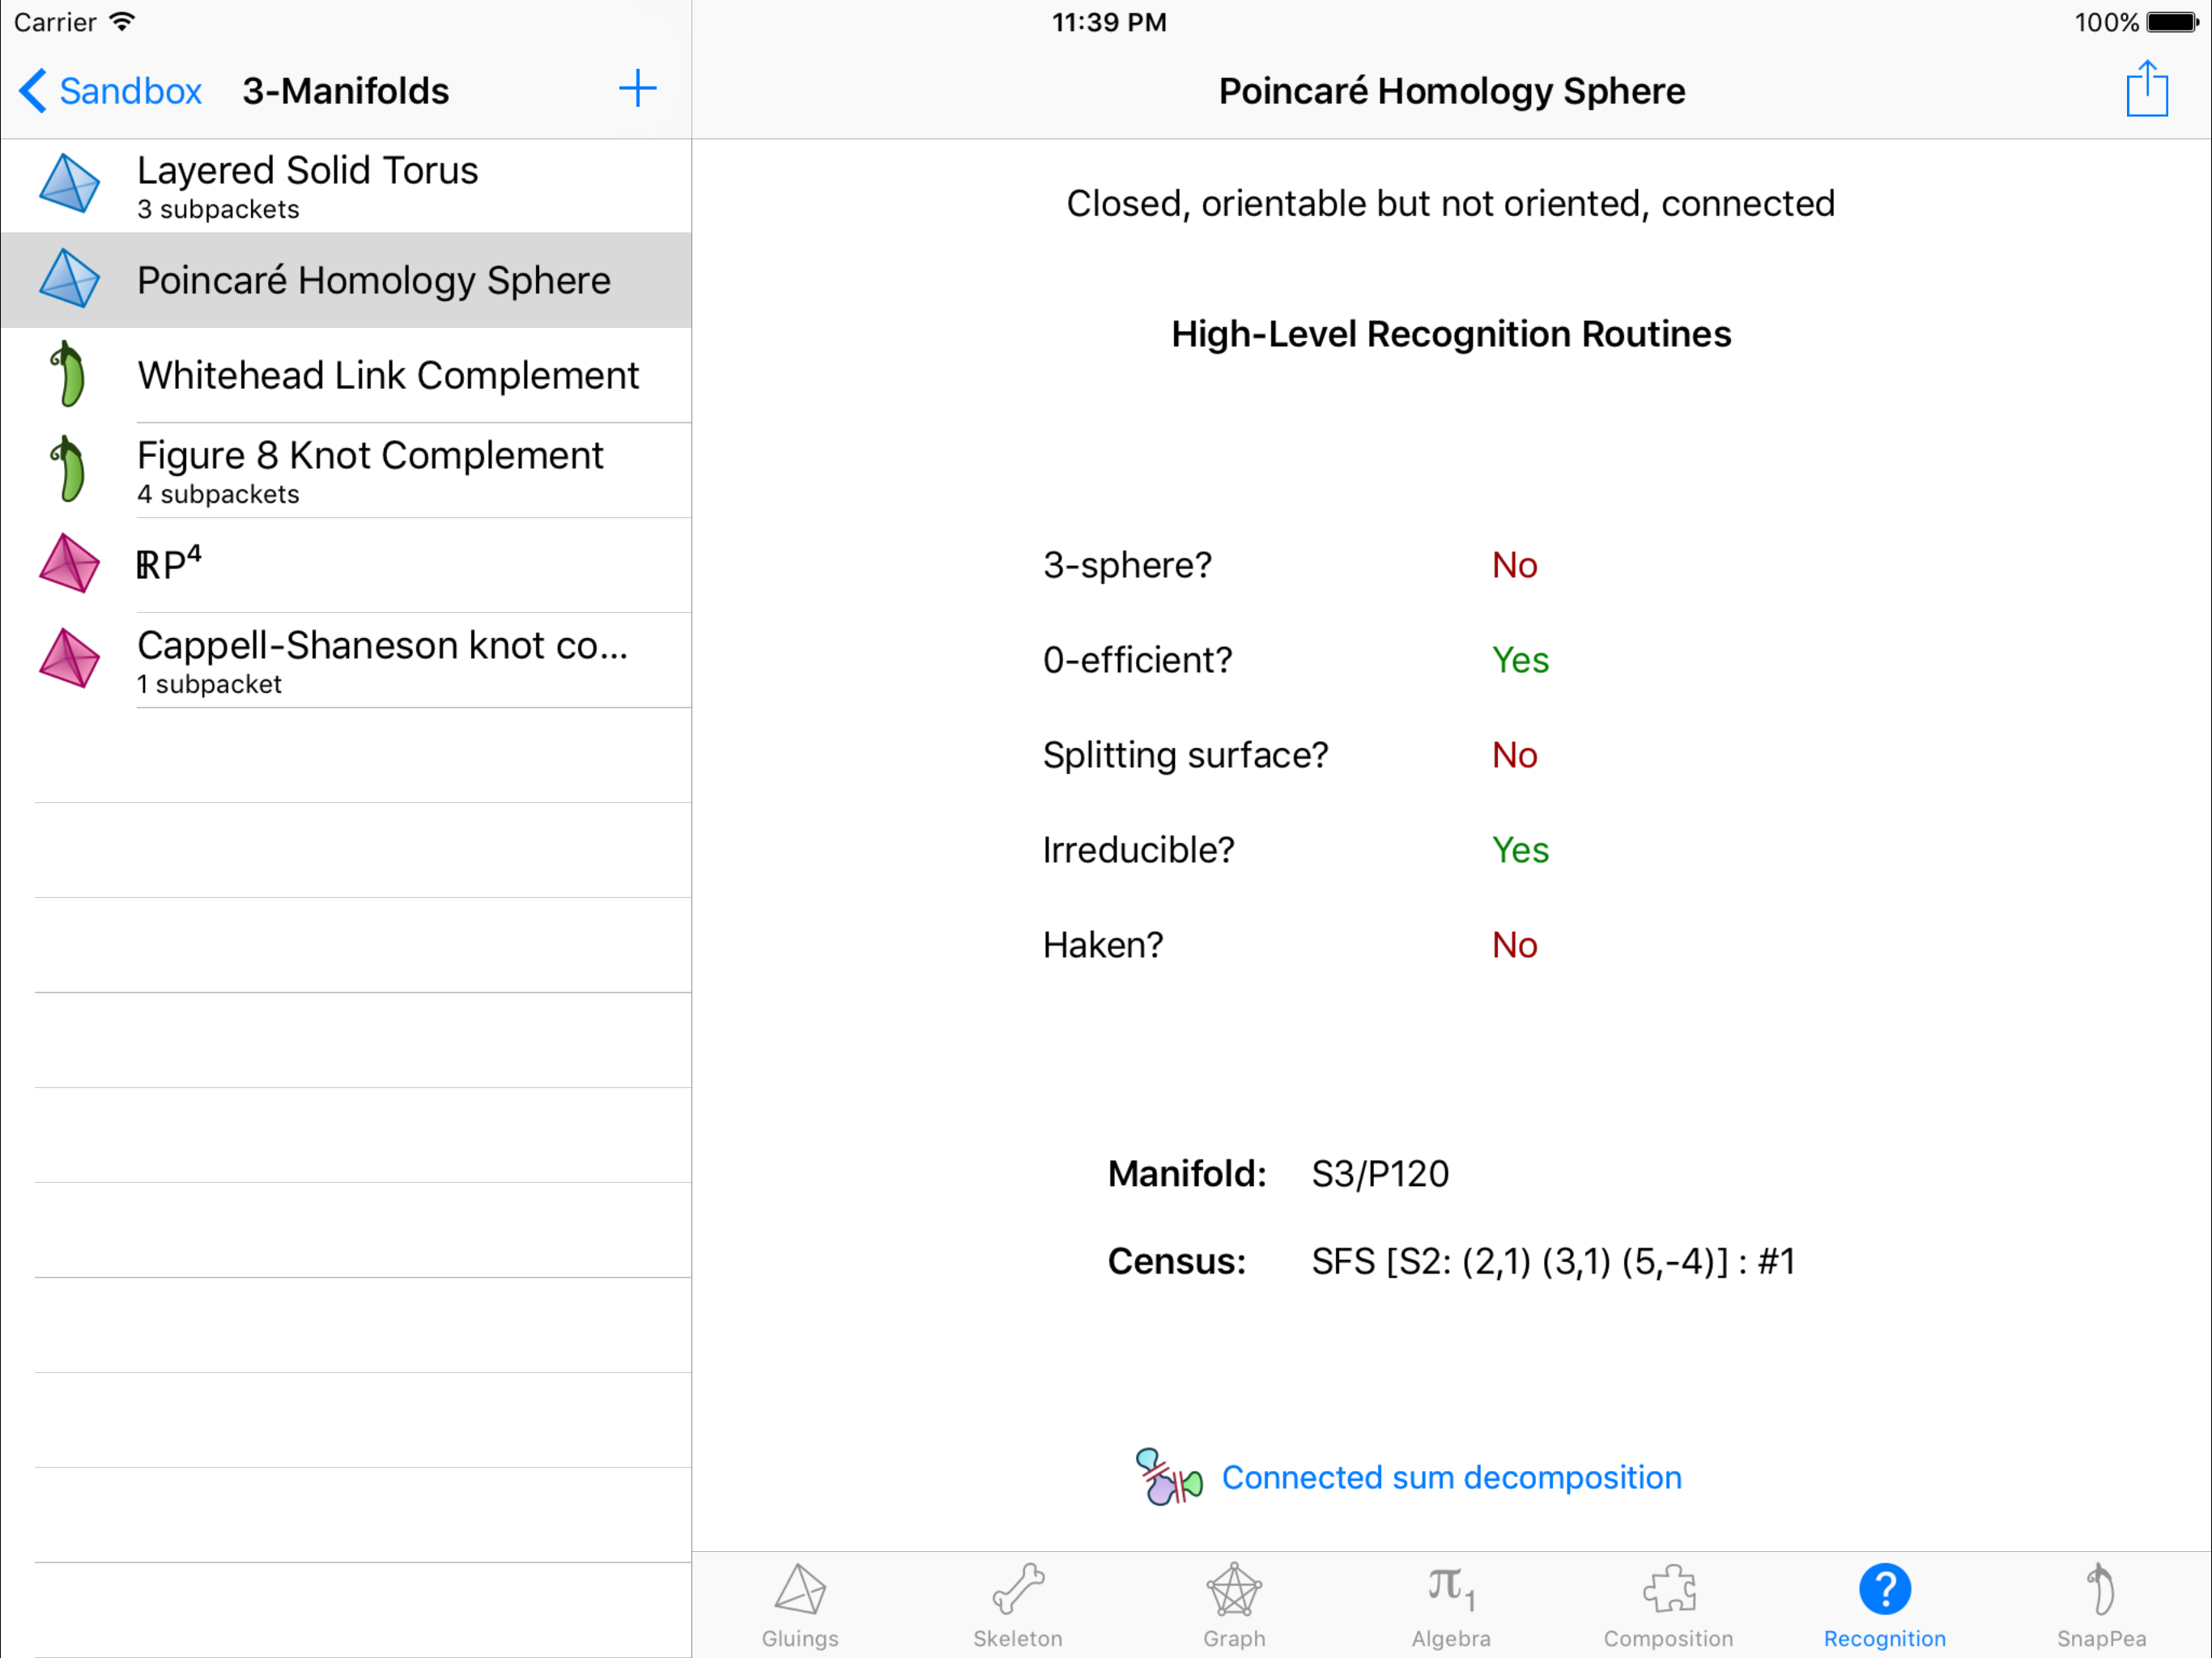 Carrier
11:39 PM
100%
Sandbox
3-Manifolds
Poincaré Homology Sphere
Layered Solid Torus
3 subpackets
Poincaré Homology Sphere
Whitehead Link Complement
Figure 8 Knot Complement
4 subpackets
ℝP⁴
Cappell-Shaneson knot co...
1 subpacket
Closed, orientable but not oriented, connected
High-Level Recognition Routines
3-sphere? No
0-efficient? Yes
Splitting surface? No
Irreducible? Yes
Haken? No
Manifold: S3/P120
Census: SFS [S2: (2,1) (3,1) (5,-4)] : #1
Connected sum decomposition
π₁
?
Gluings
Skeleton
Graph
Algebra
Composition
Recognition
SnapPea